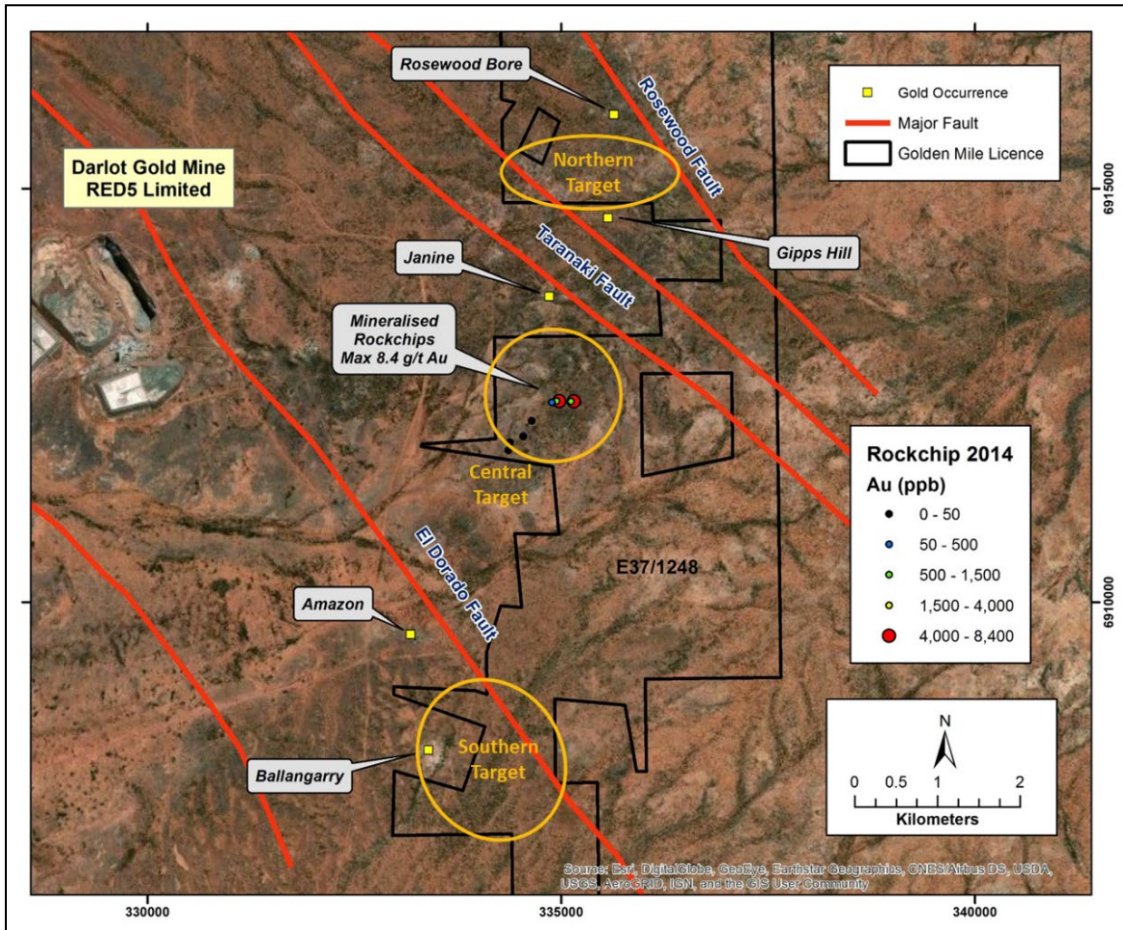 Rosewood Bore
Rosewood Fault
Gold Occurrence
Major Fault
Golden Mile Licence
Darlot Gold Mine
RED5 Limited
Northern
Target
6915000
Taranaki Fault
Gipps Hill
Janine
Mineralised
Rockchips
Max 8.4 g/t Au
Central
Target
Rockchip 2014
Au (ppb)
0 - 50
50 - 500
500 - 1,500
1,500 - 4,000
4,000 - 8,400
El Dorado Fault
E37/1248
Amazon
6910000
Southern
Target
Ballangarry
N
0 0.5 1 2
Kilometers
Source: Esri, DigitalGlobe, GeoEye, Earthstar Geographics, CNES/Airbus DS, USDA,
USGS, AeroGRID, IGN, and the GIS User Community
330000 335000 340000